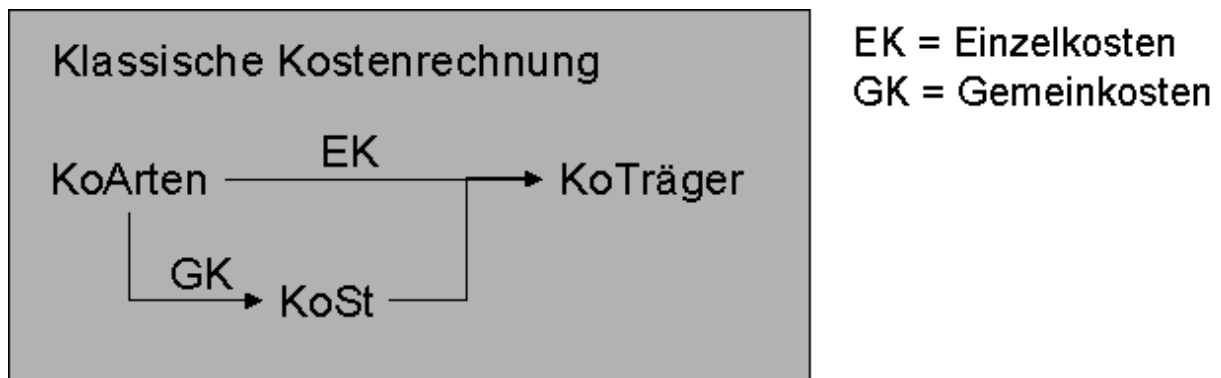 Klassische Kostenrechnung
EK
KoArten
KoTräger
GK
KoSt
EK = Einzelkosten
GK = Gemeinkosten